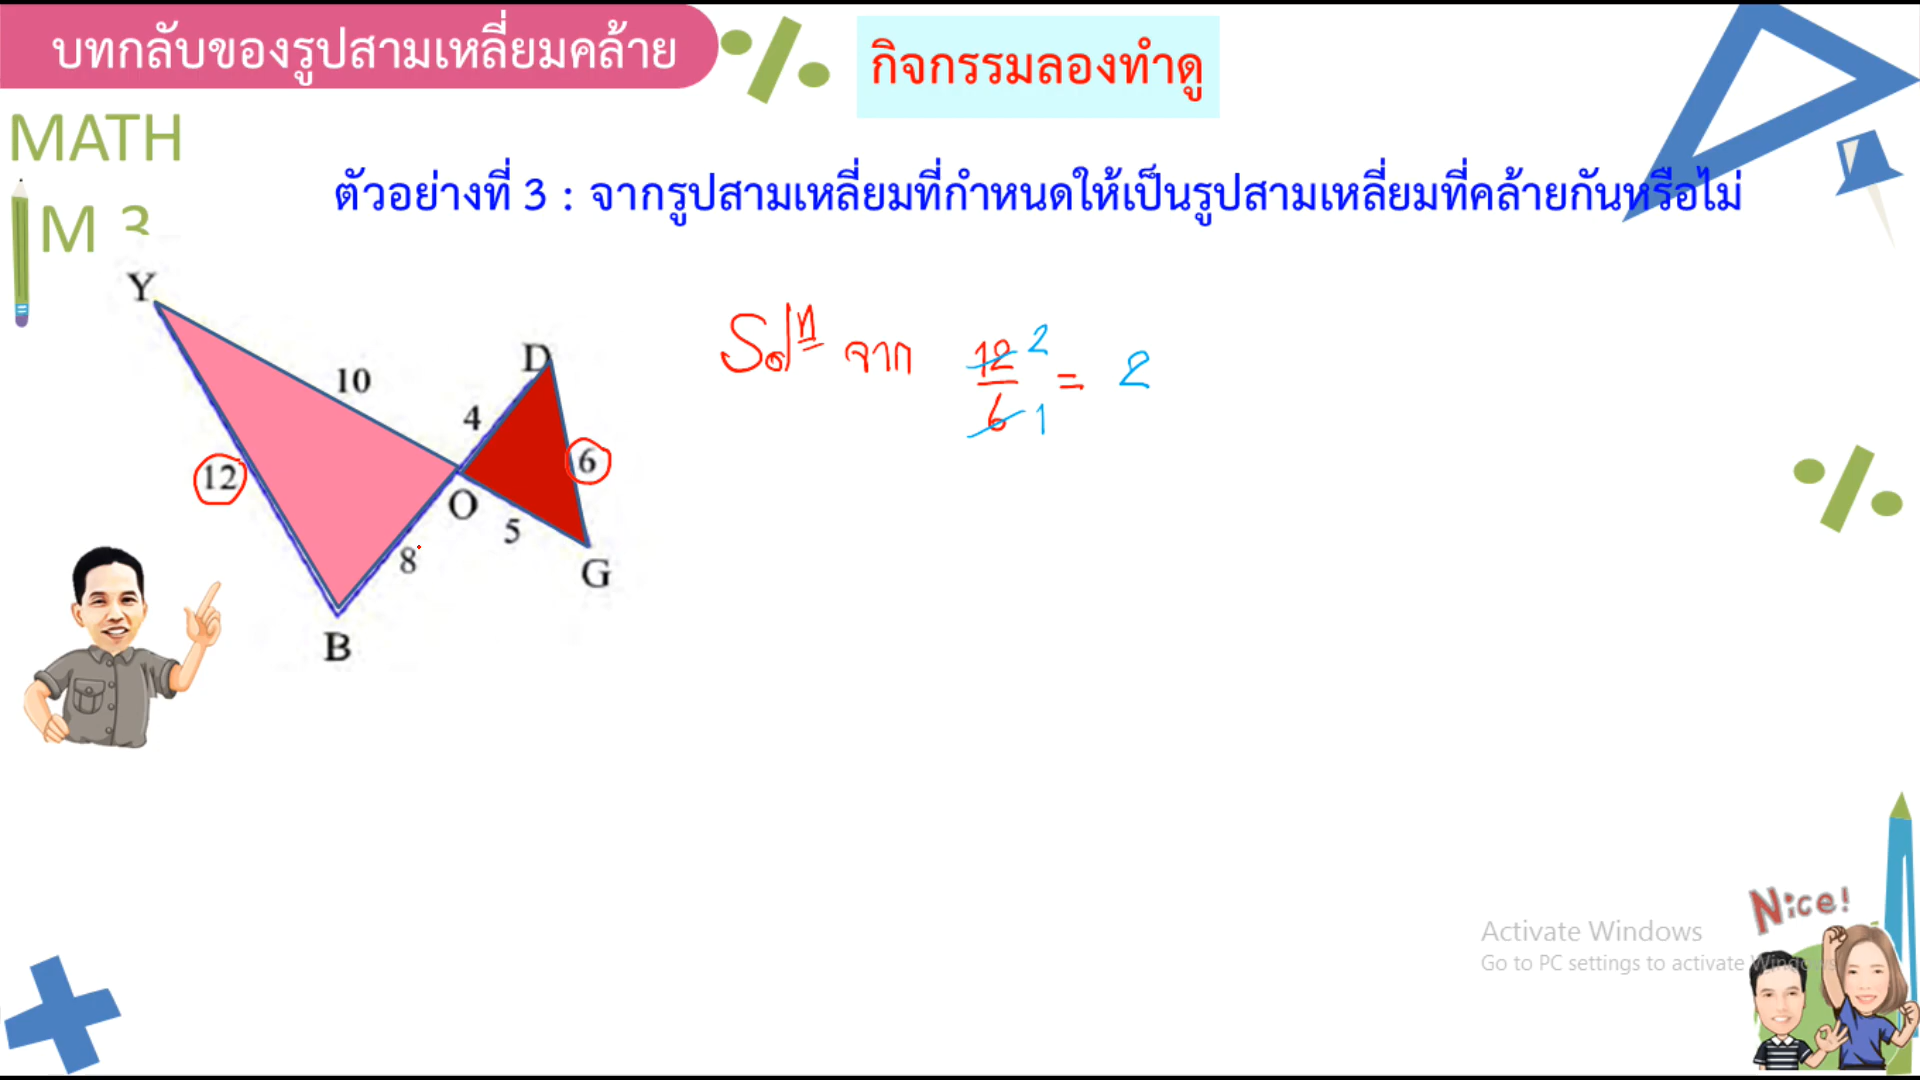 บทกลับของรูปสามเหลี่ยมคล้าย
กิจกรรมลองทำดู
MATH
M 3
ตัวอย่างที่ 3 : จากรูปสามเหลี่ยมที่กำหนดให้เป็นรูปสามเหลี่ยมที่คล้ายกันหรือไม่
Y
D
10
4
12
6
O
5
8
G
B
Solⁿ จาก 12/6 = 2
2
1
Nice!
Activate Windows
Go to PC settings to activate Windows